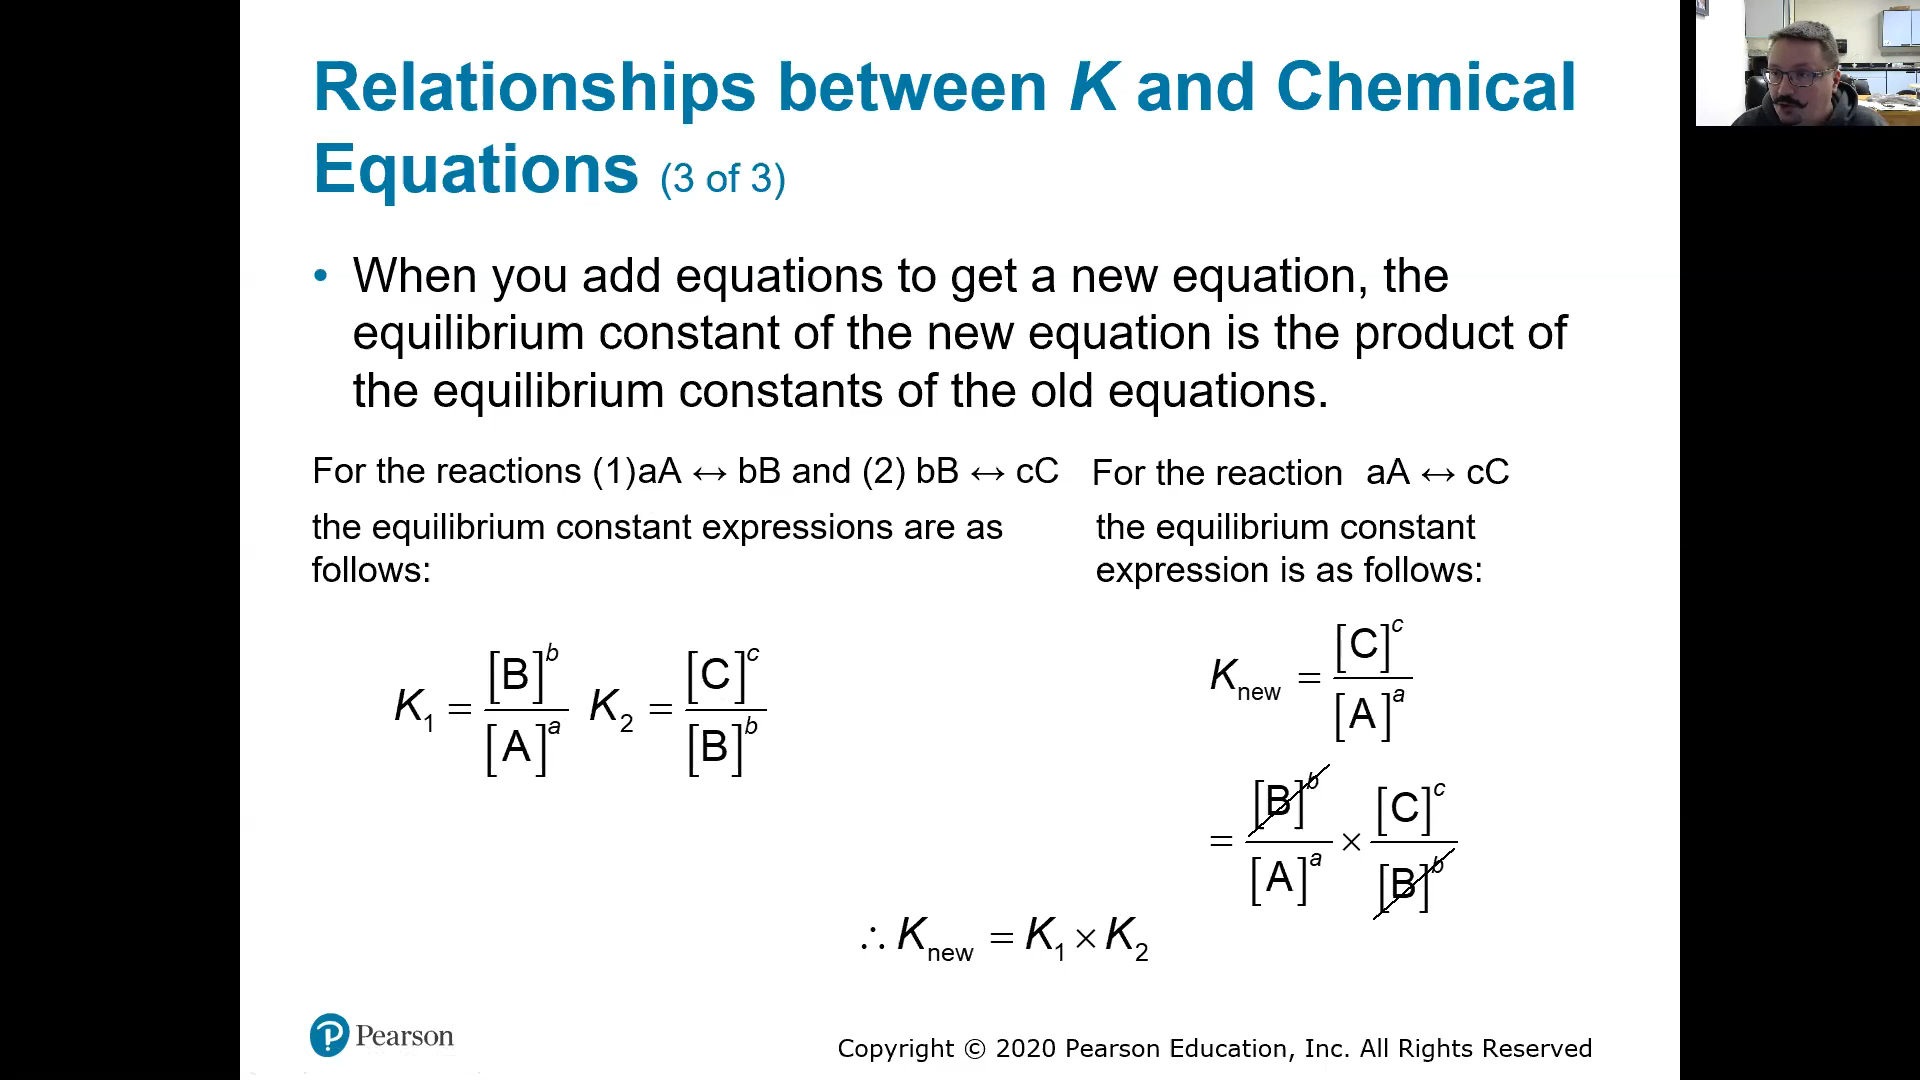 Relationships between K and Chemical
Equations (3 of 3)
• When you add equations to get a new equation, the
equilibrium constant of the new equation is the product of
the equilibrium constants of the old equations.
For the reactions (1)aA ↔ bB and (2) bB ↔ cC
the equilibrium constant expressions are as
follows:
K₁ = [B]^b / [A]^a K₂ = [C]^c / [B]^b
For the reaction aA ↔ cC
the equilibrium constant
expression is as follows:
K_new = [C]^c / [A]^a
= [B]^b / [A]^a × [C]^c / [B]^b
∴ K_new = K₁ × K₂
Pearson
Copyright © 2020 Pearson Education, Inc. All Rights Reserved